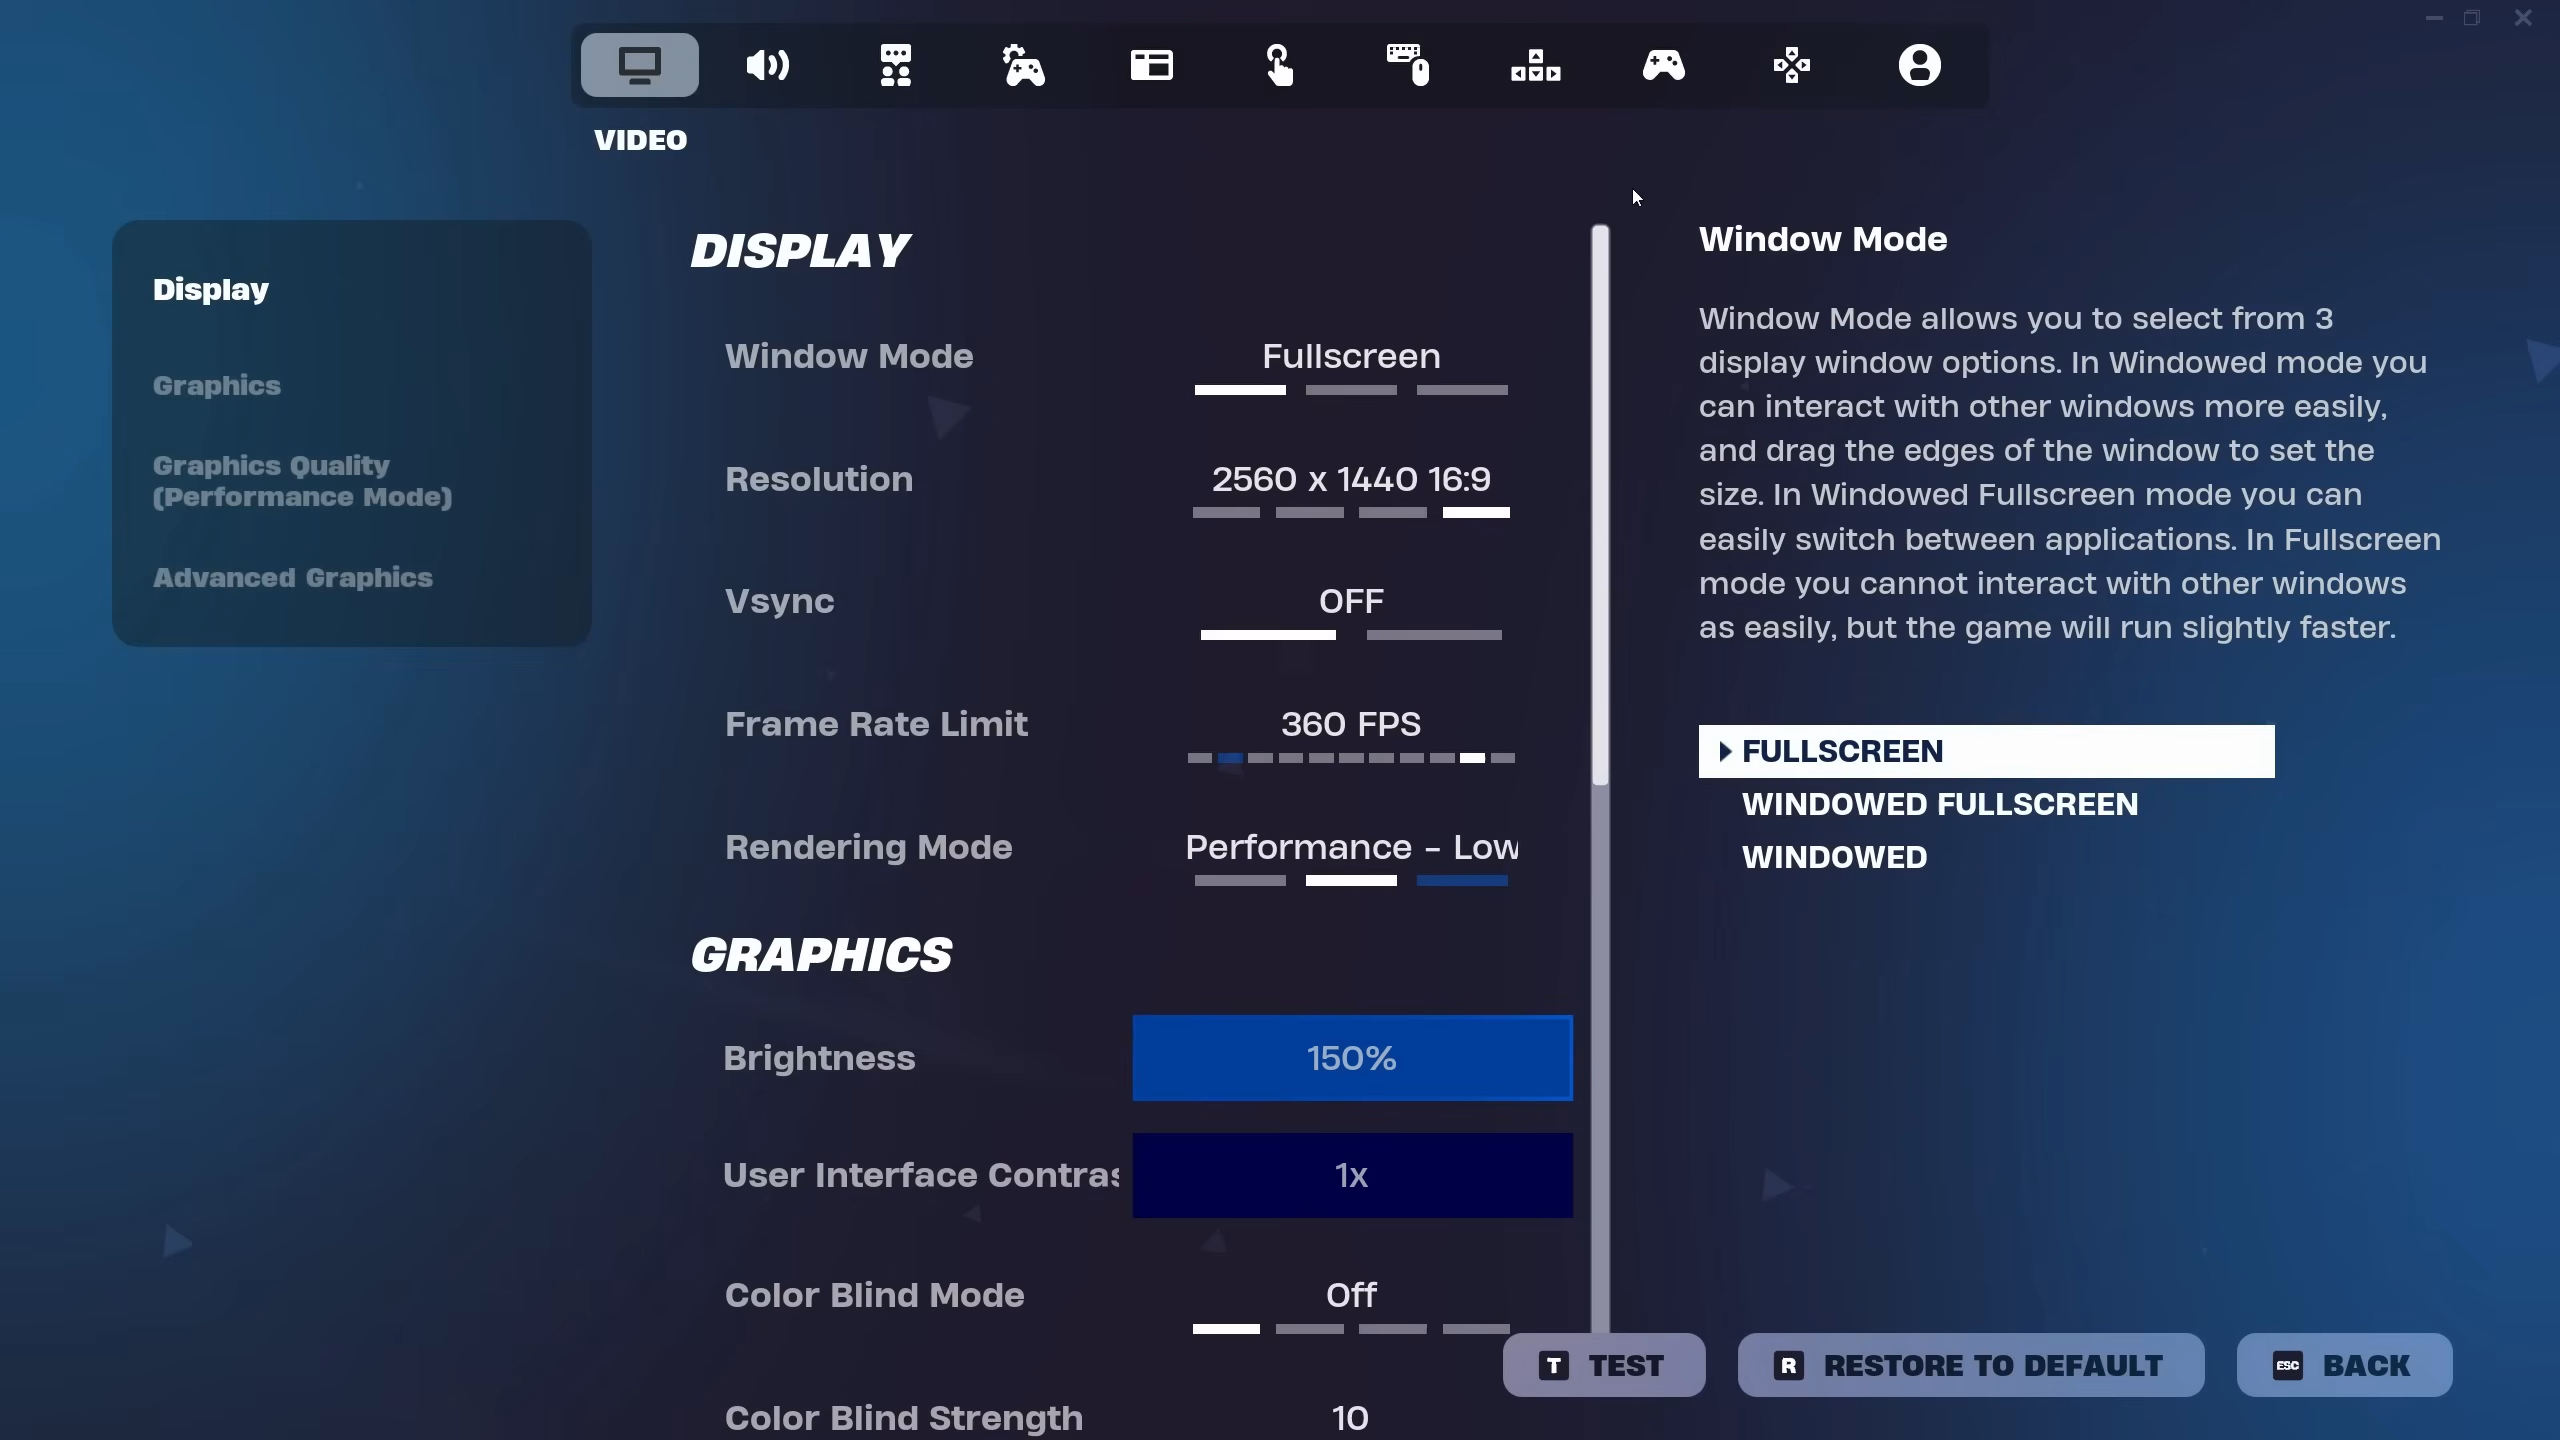 VIDEO
Display
Graphics
Graphics Quality
(Performance Mode)
Advanced Graphics
DISPLAY
Window Mode
Fullscreen
Resolution
2560 x 1440 16:9
Vsync
OFF
Frame Rate Limit
360 FPS
Rendering Mode
Performance - Low
GRAPHICS
Brightness
150%
User Interface Contras
1x
Color Blind Mode
Off
Color Blind Strength
10
Window Mode
Window Mode allows you to select from 3
display window options. In Windowed mode you
can interact with other windows more easily,
and drag the edges of the window to set the
size. In Windowed Fullscreen mode you can
easily switch between applications. In Fullscreen
mode you cannot interact with other windows
as easily, but the game will run slightly faster.
FULLSCREEN
WINDOWED FULLSCREEN
WINDOWED
T TEST
R RESTORE TO DEFAULT
ESC BACK